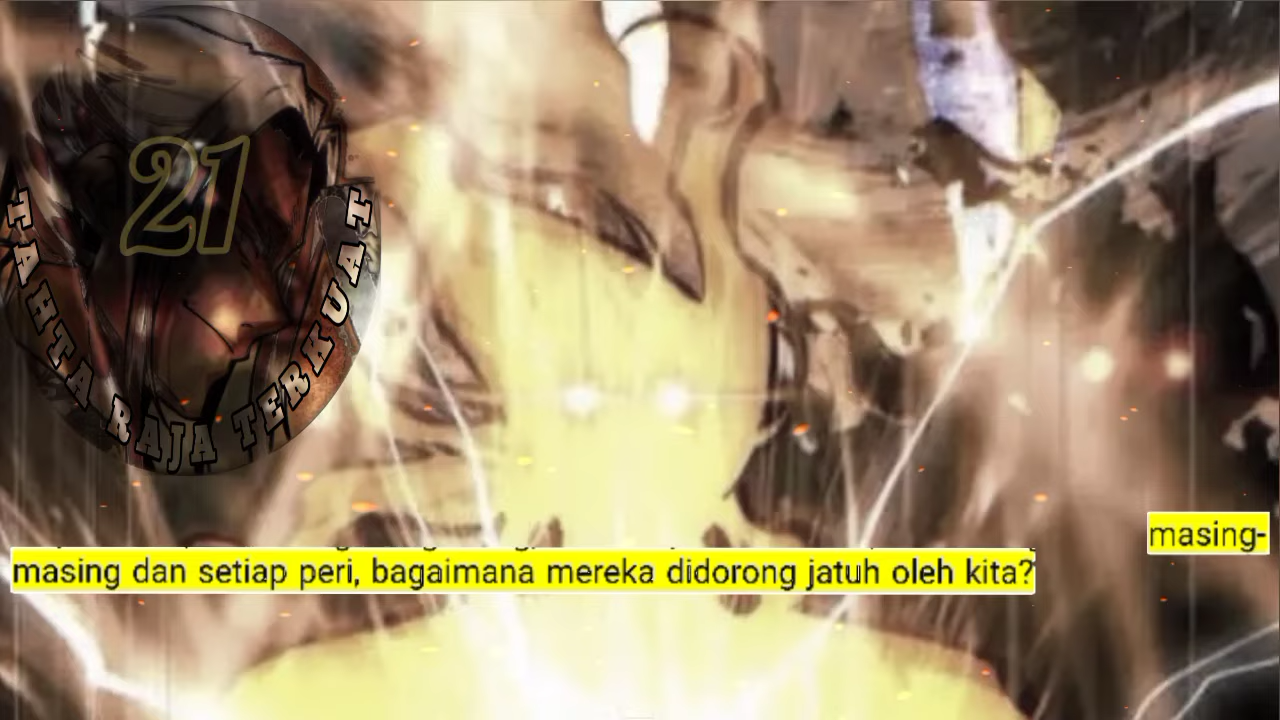 21
TAHTA RAJA TERKUAT
masing-
masing dan setiap peri, bagaimana mereka didorong jatuh oleh kita?